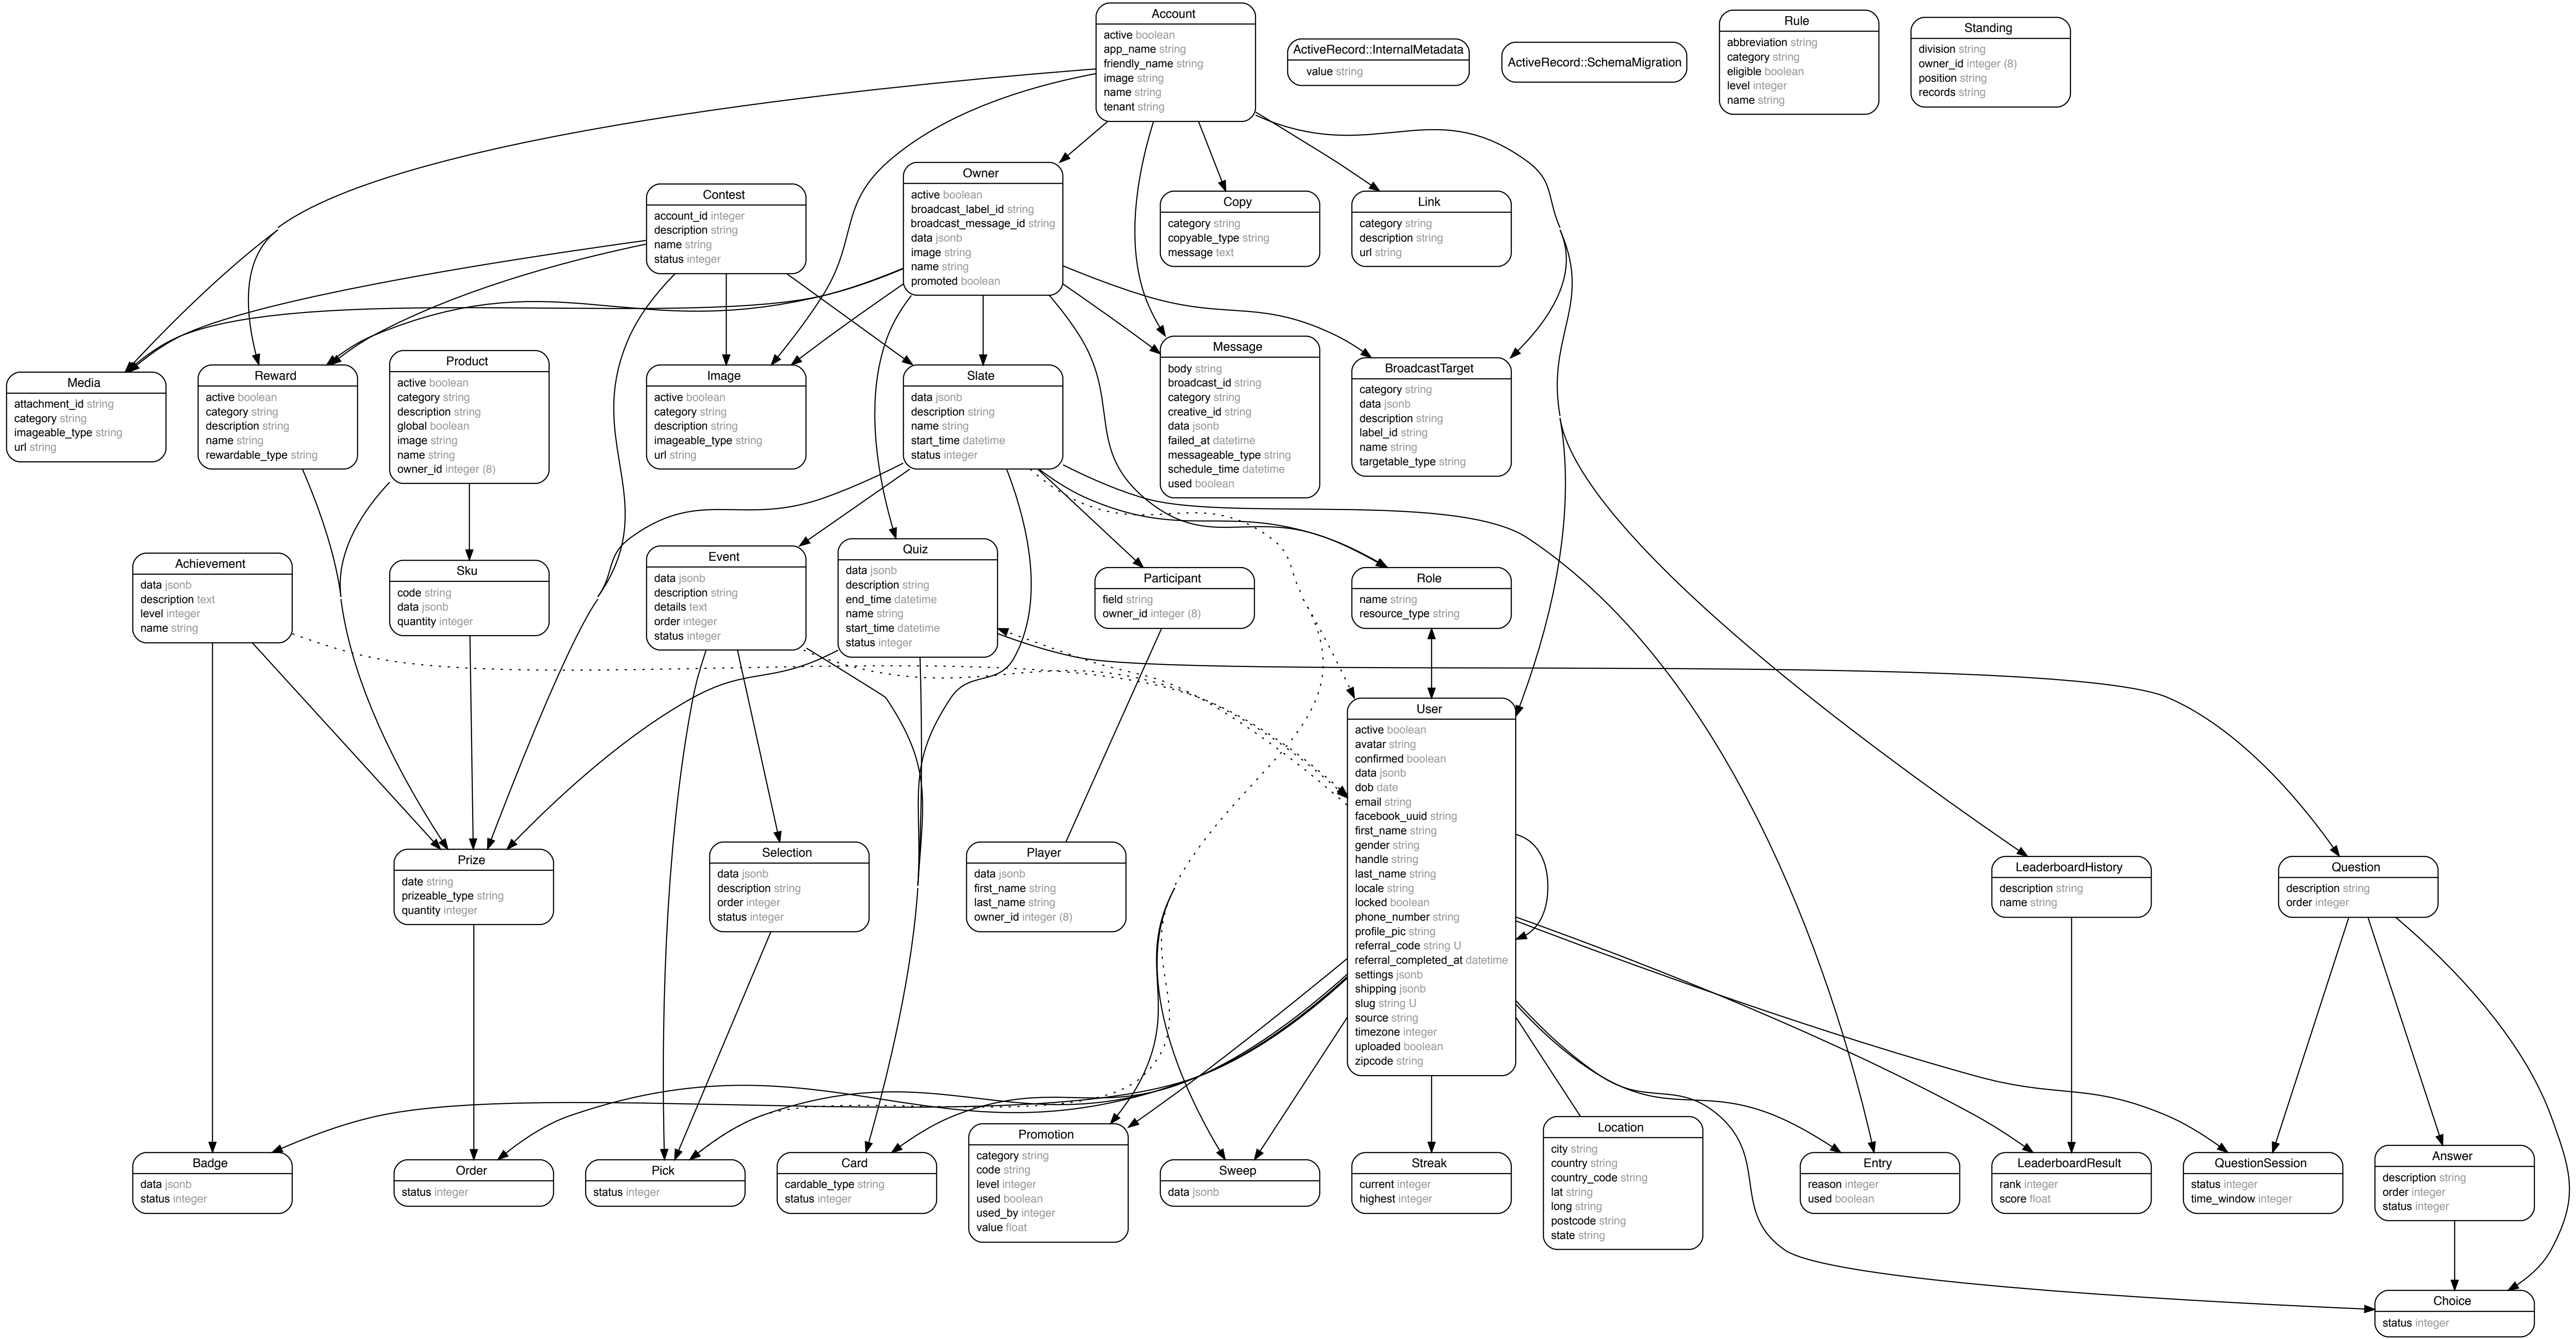 Account
active boolean
app_name string
friendly_name string
image string
name string
tenant string
ActiveRecord::InternalMetadata
value string
ActiveRecord::SchemaMigration
Rule
abbreviation string
category string
eligible boolean
level integer
name string
Standing
division string
owner_id integer (8)
position string
records string
Contest
account_id integer
description string
name string
status integer
Owner
active boolean
broadcast_label_id string
broadcast_message_id string
data jsonb
image string
name string
promoted boolean
Copy
category string
copyable_type string
message text
Link
category string
description string
url string
Media
attachment_id string
category string
imageable_type string
url string
Reward
active boolean
category string
description string
name string
rewardable_type string
Product
active boolean
category string
description string
global boolean
image string
name string
owner_id integer (8)
Image
active boolean
category string
description string
imageable_type string
url string
Slate
data jsonb
description string
name string
start_time datetime
status integer
Message
body string
broadcast_id string
category string
creative_id string
data jsonb
failed_at datetime
messageable_type string
schedule_time datetime
used boolean
BroadcastTarget
category string
data jsonb
description string
label_id string
name string
targetable_type string
Achievement
data jsonb
description text
level integer
name string
Sku
code string
data jsonb
quantity integer
Event
data jsonb
description string
details text
order integer
status integer
Quiz
data jsonb
description string
end_time datetime
name string
start_time datetime
status integer
Participant
field string
owner_id integer (8)
Role
name string
resource_type string
User
active boolean
avatar string
confirmed boolean
data jsonb
dob date
email string
facebook_uuid string
first_name string
gender string
handle string
last_name string
locale string
locked boolean
phone_number string
profile_pic string
referral_code string U
referral_completed_at datetime
settings jsonb
shipping jsonb
slug string U
source string
timezone integer
uploaded boolean
zipcode string
Prize
date string
prizeable_type string
quantity integer
Selection
data jsonb
description string
order integer
status integer
Player
data jsonb
first_name string
last_name string
owner_id integer (8)
LeaderboardHistory
description string
name string
Question
description string
order integer
Badge
data jsonb
status integer
Order
status integer
Pick
status integer
Card
cardable_type string
status integer
Promotion
category string
code string
level integer
used boolean
used_by integer
value float
Sweep
data jsonb
Streak
current integer
highest integer
Location
city string
country string
country_code string
lat string
long string
postcode string
state string
Entry
reason integer
used boolean
LeaderboardResult
rank integer
score float
QuestionSession
status integer
time_window integer
Answer
description string
order integer
status integer
Choice
status integer